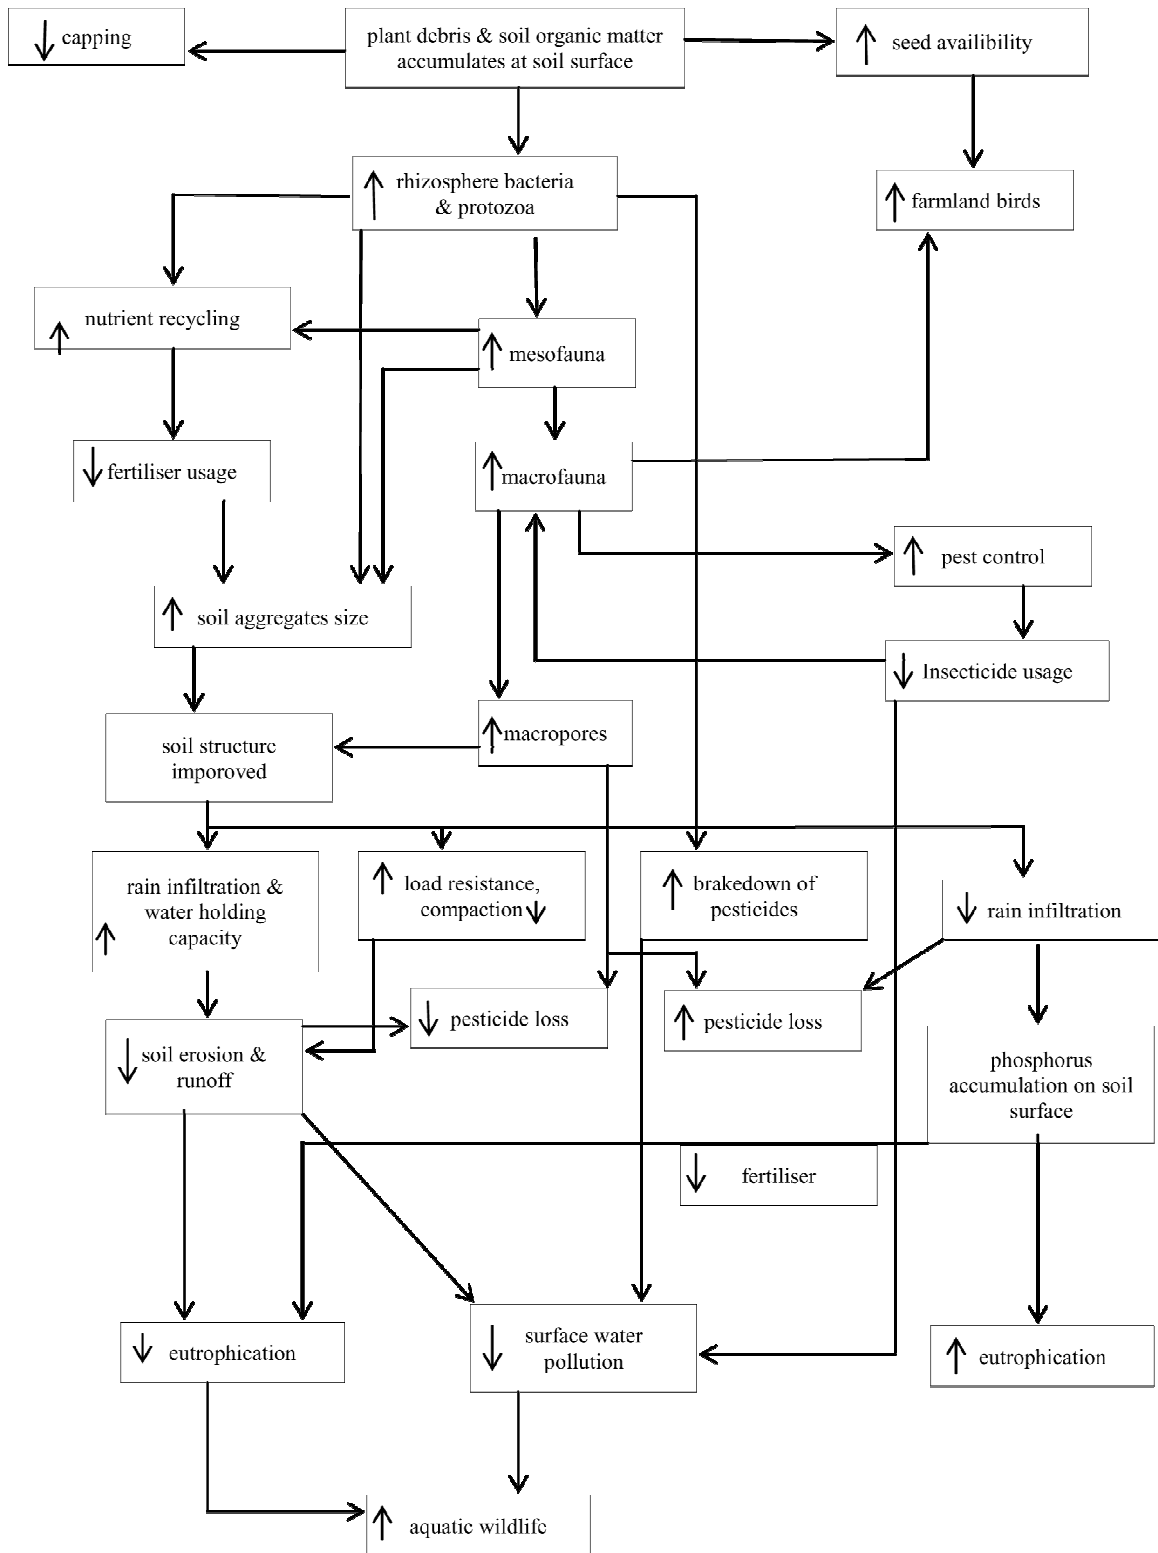 capping
plant debris & soil organic matter
accumulates at soil surface
seed availibility
rhizosphere bacteria
& protozoa
farmland birds
nutrient recycling
mesofauna
fertiliser usage
macrofauna
pest control
soil aggregates size
Insecticide usage
soil structure
imporoved
macropores
rain infiltration &
water holding
capacity
load resistance,
compaction
brakedown of
pesticides
rain infiltration
pesticide loss
pesticide loss
soil erosion &
runoff
phosphorus
accumulation on soil
surface
fertiliser
eutrophication
surface water
pollution
eutrophication
aquatic wildlife